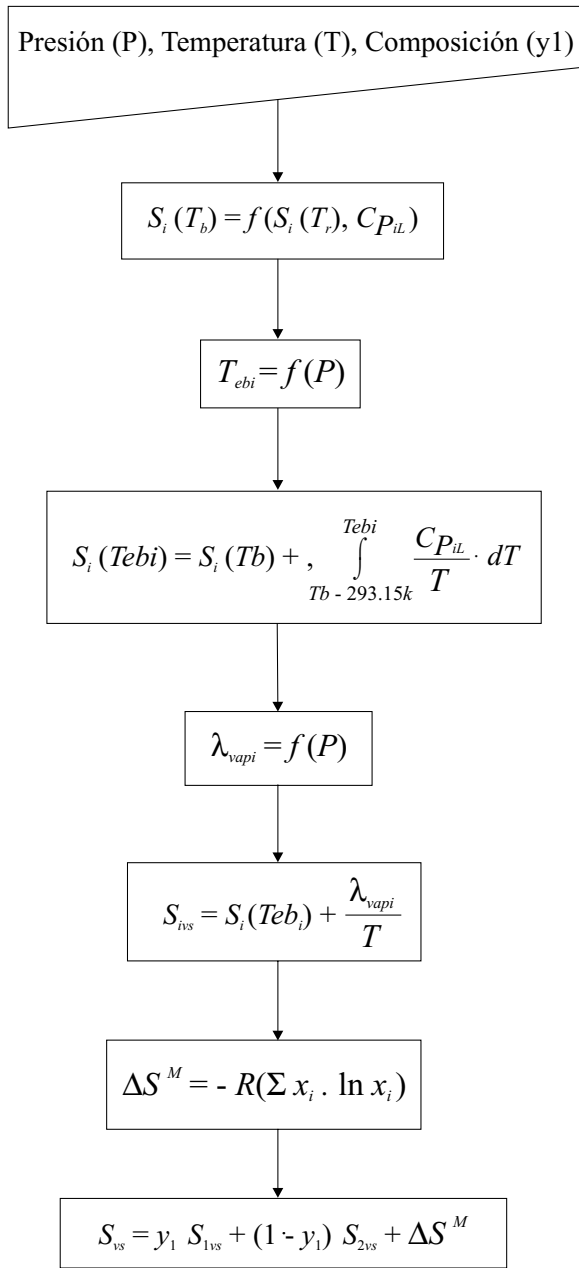 Presión (P), Temperatura (T), Composición (y1)
S_i (T_b) = f(S_i (T_r), C_{P_{iL}})
T_{ebi} = f(P)
S_i (Tebi) = S_i (Tb) + , ∫_{Tb - 293.15k}^{Tebi} \frac{C_{P_{iL}}}{T} · dT
λ_{vapi} = f(P)
S_{ivs} = S_i (Teb_i) + \frac{λ_{vapi}}{T}
ΔS^M = - R(Σ x_i . ln x_i)
S_{vs} = y_1 S_{1vs} + (1 - y_1) S_{2vs} + ΔS^M